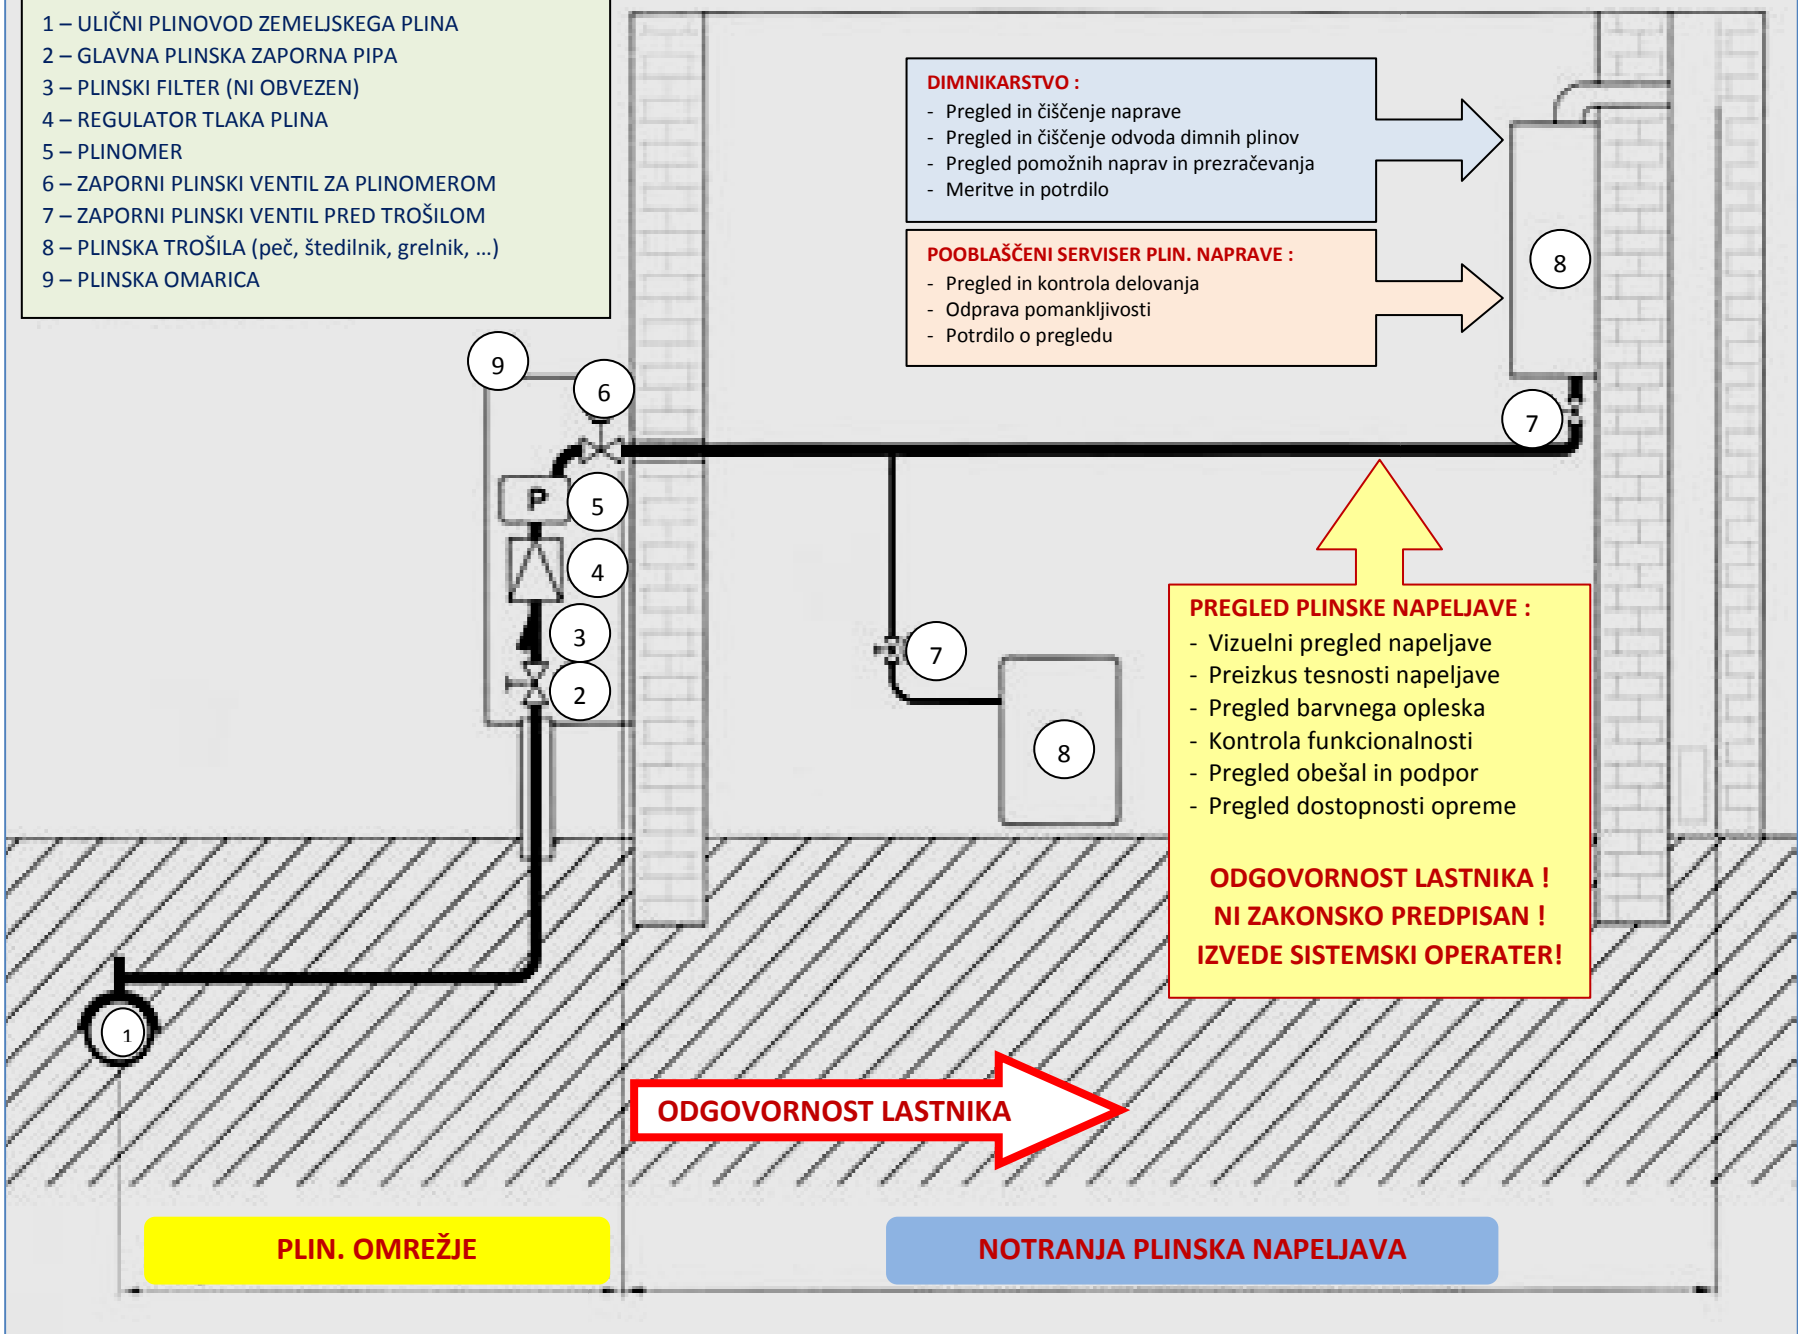 1 – ULIČNI PLINOVOD ZEMELJSKEGA PLINA
2 – GLAVNA PLINSKA ZAPORNA PIPA
3 – PLINSKI FILTER (NI OBVEZEN)
4 – REGULATOR TLAKA PLINA
5 – PLINOMER
6 – ZAPORNI PLINSKI VENTIL ZA PLINOMEROM
7 – ZAPORNI PLINSKI VENTIL PRED TROŠILOM
8 – PLINSKA TROŠILA (peč, štedilnik, grelnik, ...)
9 – PLINSKA OMARICA
DIMNIKARSTVO :
- Pregled in čiščenje naprave
- Pregled in čiščenje odvoda dimnih plinov
- Pregled pomožnih naprav in prezračevanja
- Meritve in potrdilo
POOBLAŠČENI SERVISER PLIN. NAPRAVE :
- Pregled in kontrola delovanja
- Odprava pomankljivosti
- Potrdilo o pregledu
8
9
6
7
P
5
4
3
7
2
8
PREGLED PLINSKE NAPELJAVE :
- Vizuelni pregled napeljave
- Preizkus tesnosti napeljave
- Pregled barvnega opleska
- Kontrola funkcionalnosti
- Pregled obešal in podpor
- Pregled dostopnosti opreme
ODGOVORNOST LASTNIKA !
NI ZAKONSKO PREDPISAN !
IZVEDE SISTEMSKI OPERATER!
1
ODGOVORNOST LASTNIKA
PLIN. OMREŽJE
NOTRANJA PLINSKA NAPELJAVA